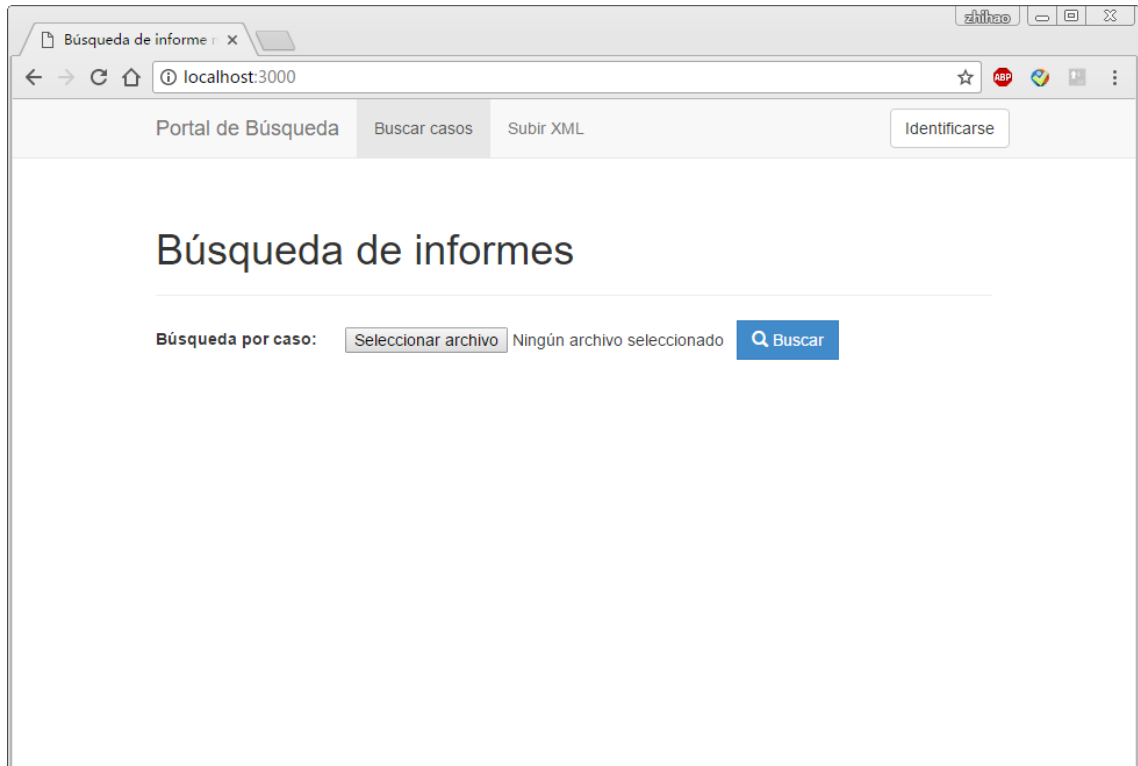 zhihao
Búsqueda de informe
localhost:3000
ABP
Portal de Búsqueda Buscar casos Subir XML Identificarse
Búsqueda de informes
Búsqueda por caso: Seleccionar archivo Ningún archivo seleccionado Buscar